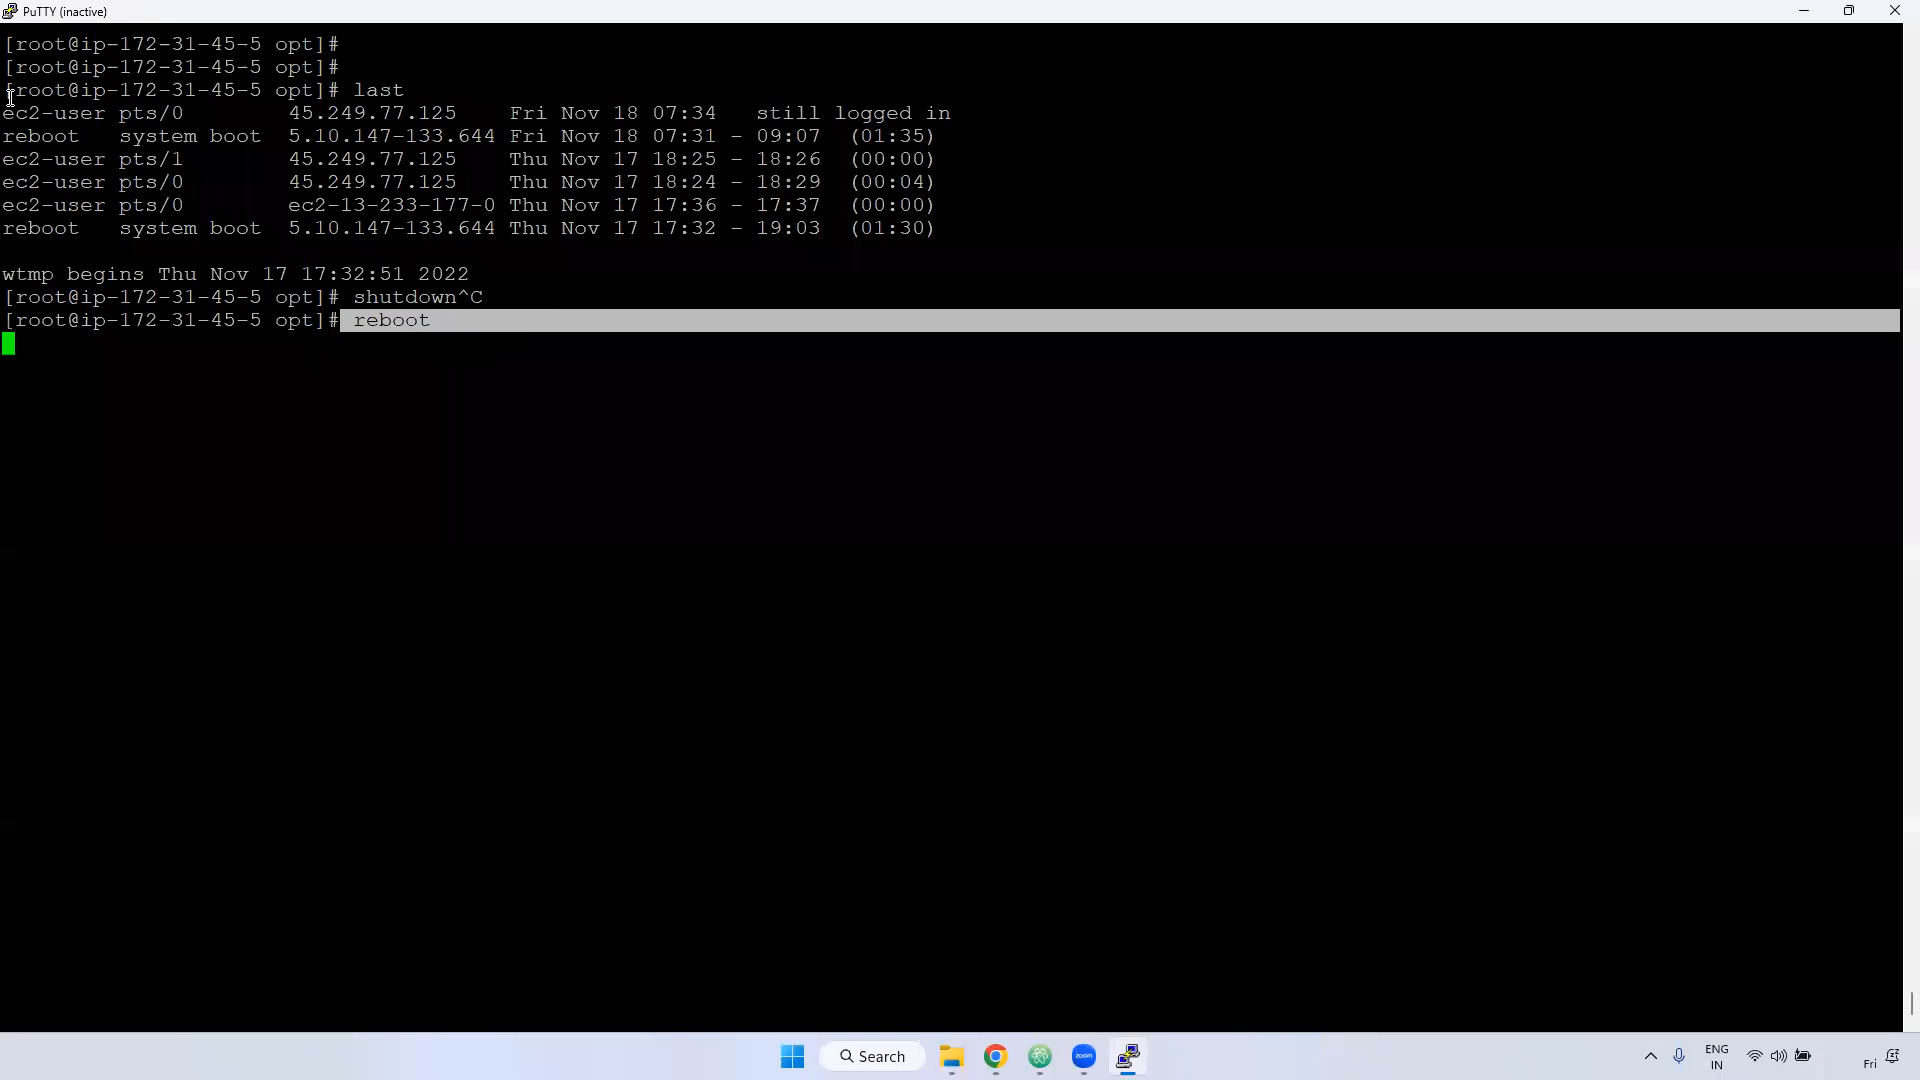 PuTTY (inactive)
[root@ip-172-31-45-5 opt]#
[root@ip-172-31-45-5 opt]#
[root@ip-172-31-45-5 opt]# last
ec2-user pts/0        45.249.77.125    Fri Nov 18 07:34   still logged in
reboot   system boot  5.10.147-133.644 Fri Nov 18 07:31 - 09:07  (01:35)
ec2-user pts/1        45.249.77.125    Thu Nov 17 18:25 - 18:26  (00:00)
ec2-user pts/0        45.249.77.125    Thu Nov 17 18:24 - 18:29  (00:04)
ec2-user pts/0        ec2-13-233-177-0 Thu Nov 17 17:36 - 17:37  (00:00)
reboot   system boot  5.10.147-133.644 Thu Nov 17 17:32 - 19:03  (01:30)
wtmp begins Thu Nov 17 17:32:51 2022
[root@ip-172-31-45-5 opt]# shutdown^C
[root@ip-172-31-45-5 opt]# reboot
Search
zoom
ENG
IN
Fri